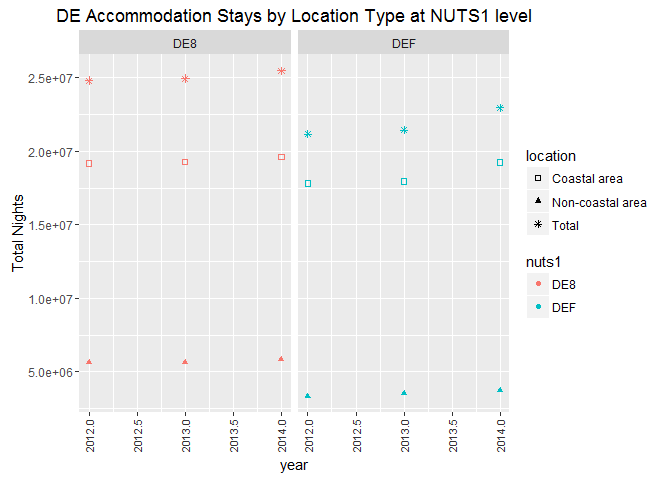 DE Accommodation Stays by Location Type at NUTS1 level
DE8
DEF
2.5e+07
2.0e+07
1.5e+07
1.0e+07
5.0e+06
Total Nights
2012.0
2012.5
2013.0
2013.5
2014.0
2012.0
2012.5
2013.0
2013.5
2014.0
year
location
Coastal area
Non-coastal area
Total
nuts1
DE8
DEF